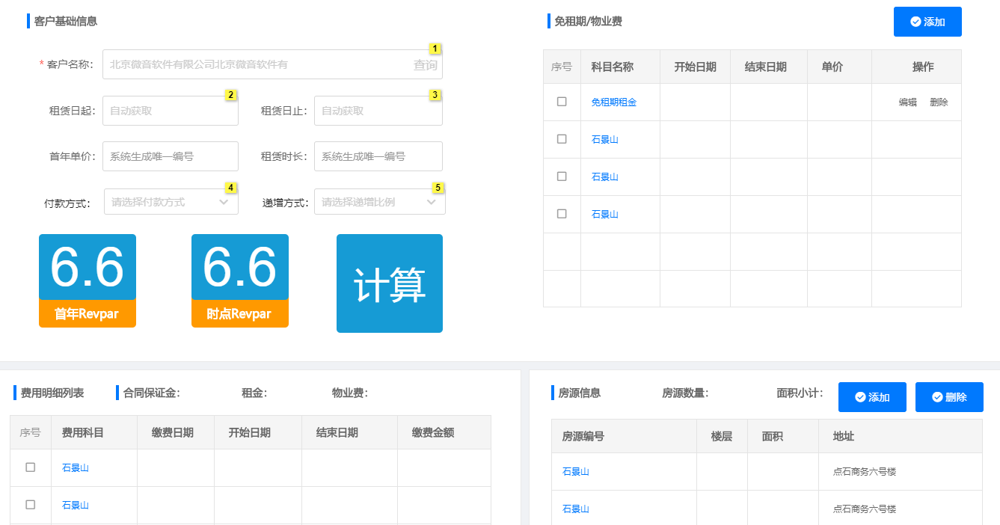 客户基础信息
* 客户名称： 北京微音软件有限公司北京微音软件有 查询 1
租赁日起： 自动获取 2 租赁日止： 自动获取 3
首年单价： 系统生成唯一编号 租赁时长： 系统生成唯一编号
付款方式： 请选择付款方式 4 递增方式： 请选择递增比例 5
6.6 6.6 计算
首年Revpar 时点Revpar
免租期/物业费 添加
序号 科目名称 开始日期 结束日期 单价 操作
免租期租金 编辑 删除
石景山
石景山
石景山
费用明细列表 合同保证金： 租金： 物业费：
序号 费用科目 缴费日期 开始日期 结束日期 缴费金额
石景山
石景山
房源信息 房源数量： 面积小计： 添加 删除
房源编号 楼层 面积 地址
石景山 点石商务六号楼
石景山 点石商务六号楼